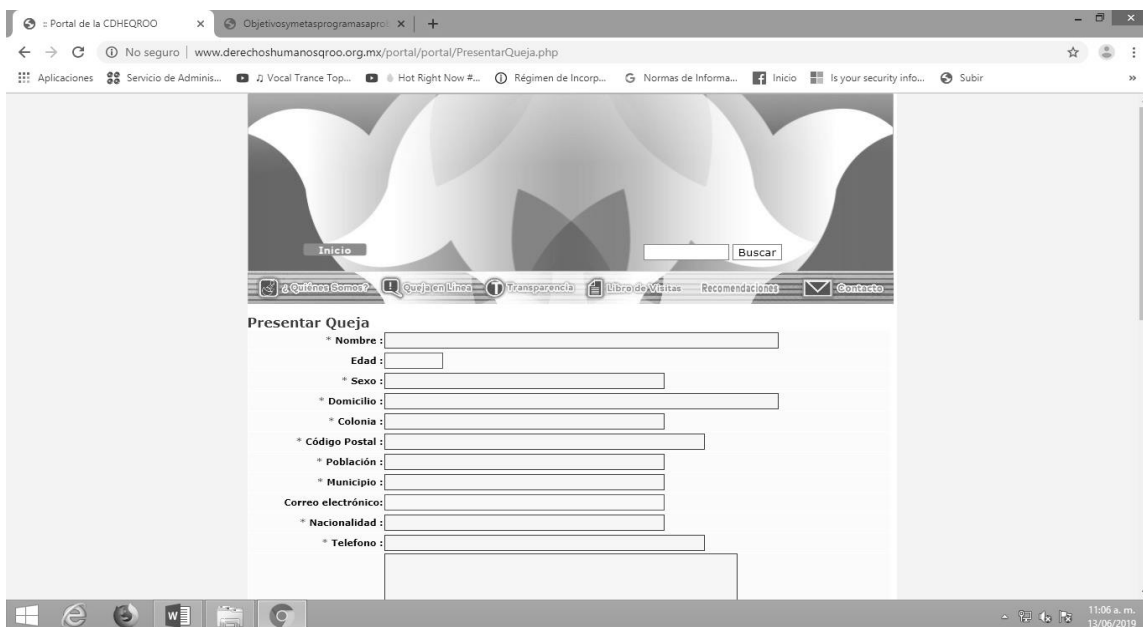 :: Portal de la CDHEQROO
Objetivosymetasprogramasapro
No seguro | www.derechoshumanosqroo.org.mx/portal/portal/PresentarQueja.php
Aplicaciones Servicio de Adminis... ♫ Vocal Trance Top... Hot Right Now #... Régimen de Incorp... Normas de Informa... Inicio Is your security info... Subir »
Inicio
Buscar
¿Quiénes Somos? Queja(en)Línea Transparencia Libro de Visitas Recomendaciones Contacto
Presentar Queja
* Nombre :
Edad :
* Sexo :
* Domicilio :
* Colonia :
* Código Postal :
* Población :
* Municipio :
Correo electrónico:
* Nacionalidad :
* Telefono :
11:06 a. m.
13/06/2019